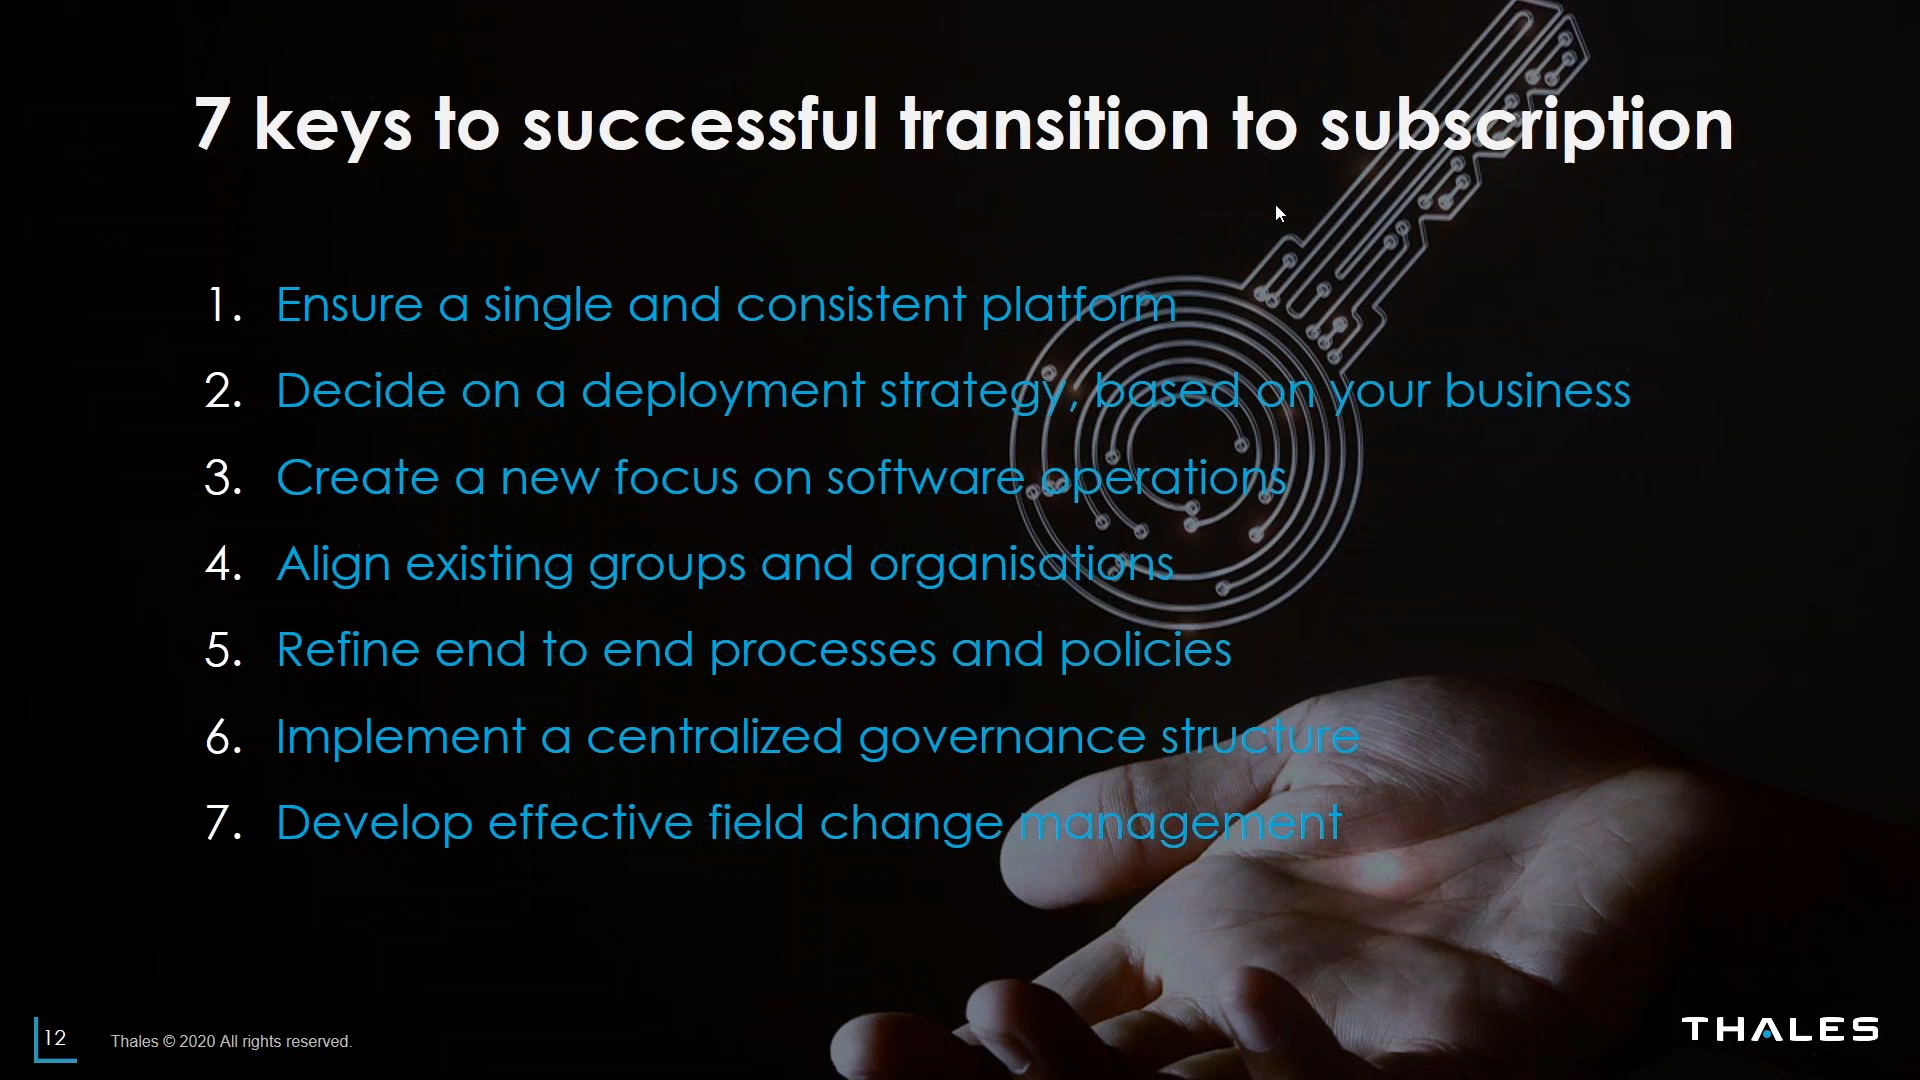 7 keys to successful transition to subscription
1. Ensure a single and consistent platform
2. Decide on a deployment strategy, based on your business
3. Create a new focus on software operations
4. Align existing groups and organisations
5. Refine end to end processes and policies
6. Implement a centralized governance structure
7. Develop effective field change management
12 Thales © 2020 All rights reserved.
THALES